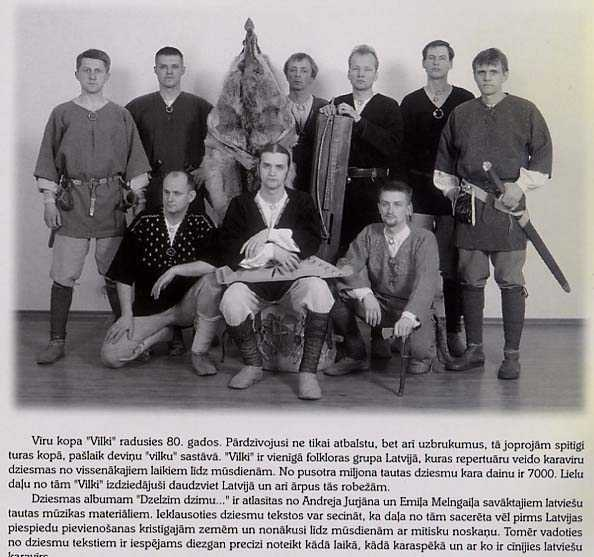 Vīru kopa "Vilki" radusies 80. gados. Pārdzīvojusi ne tikai atbalstu, bet arī uzbrukumus, tā joprojām spītīgi
turas kopā, pašlaik deviņu "vilku" sastāvā. "Vilki" ir vienīgā folkloras grupa Latvijā, kuras repertuāru veido karavīru
dziesmas no vissenākajiem laikiem līdz mūsdienām. No pusotra miljona tautas dziesmu kara dainu ir 7000. Lielu
daļu no tām "Vilki" izdziedājuši daudzviet Latvijā un arī ārpus tās robežām.
Dziesmas albumam "Dzelzīm dzimu..." ir atlasītas no Andreja Jurjāna un Emiļa Melngaiļa savāktajiem latviešu
tautas mūzikas materiāliem. Ieklausoties dziesmu tekstos var secināt, ka daļa no tām sacerēta vēl pirms Latvijas
piespiedu pievienošanas kristīgajām zemēm un nonākusi līdz mūsdienām ar mītisku noskaņu. Tomēr vadoties
no dziesmu tekstiem ir iespējams diezgan precīzi noteikt kādā laikā, kādā karaspēkā un ar ko ir cīnījies latviešu
karavīrs